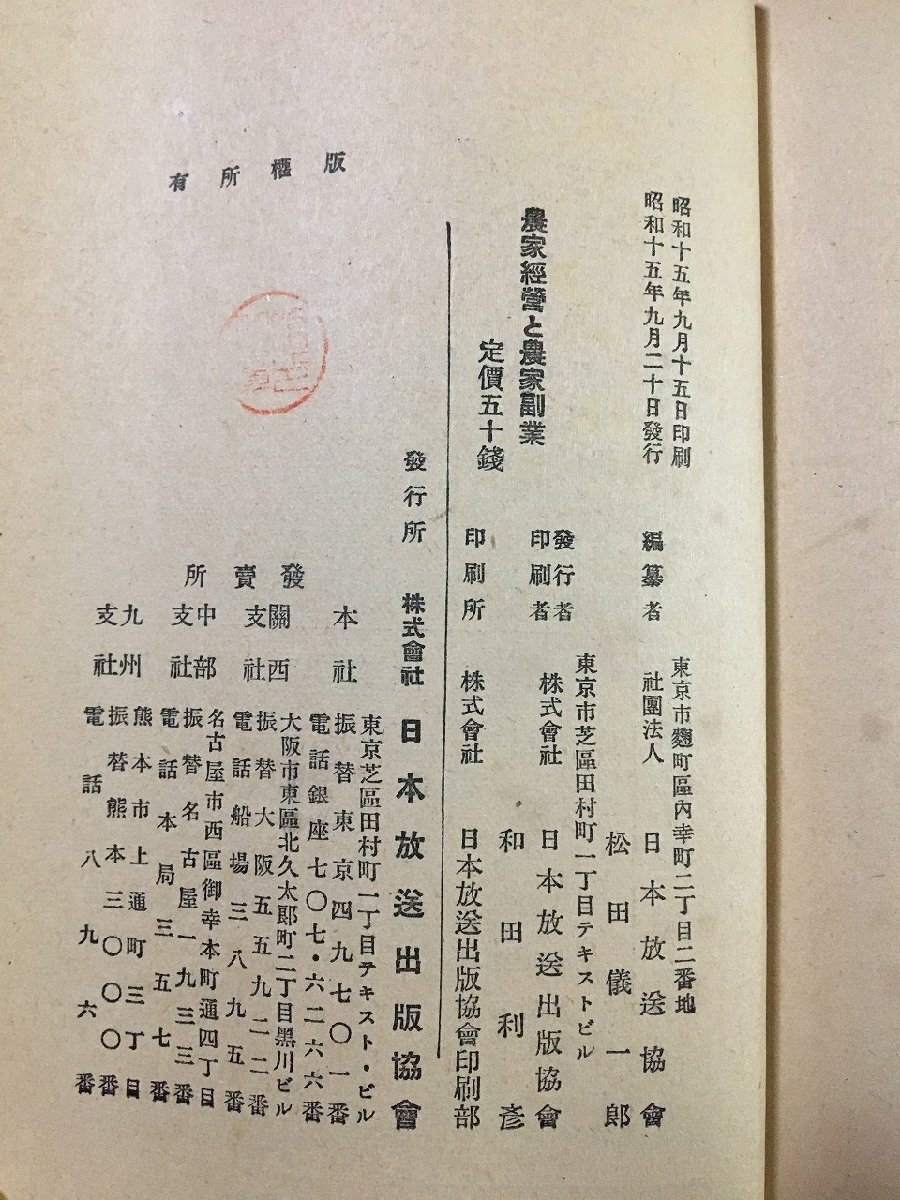 昭和十五年九月十五日印刷
昭和十五年九月二十日發行
農家經營と農家副業
定價五十錢
編纂者
東京市麴町區內幸町二丁目二番地
社團法人 日本放送協會
松田儀一郎
發行者
印刷者
東京市芝區田村町一丁目テキストビル
株式會社 日本放送出版協會
和田利彥
印刷所 株式會社 日本放送出版協會印刷部
版權所有
發行所 株式會社 日本放送出版協會
發賣所
本社
東京芝區田村町一丁目テキスト・ビル
振替東京四九七〇一番
電話銀座七〇七・六二六六番
關西支社
大阪市東區北久太郎町二丁目黑川ビル
振替大阪五五九二二番
電話船場三八九五番
中部支社
名古屋市西區御幸本町通四丁目
振替名古屋一九三三番
電話本局三五七番
九州支社
熊本市上通町三丁目
振替熊本三〇〇〇番
電話八九六番